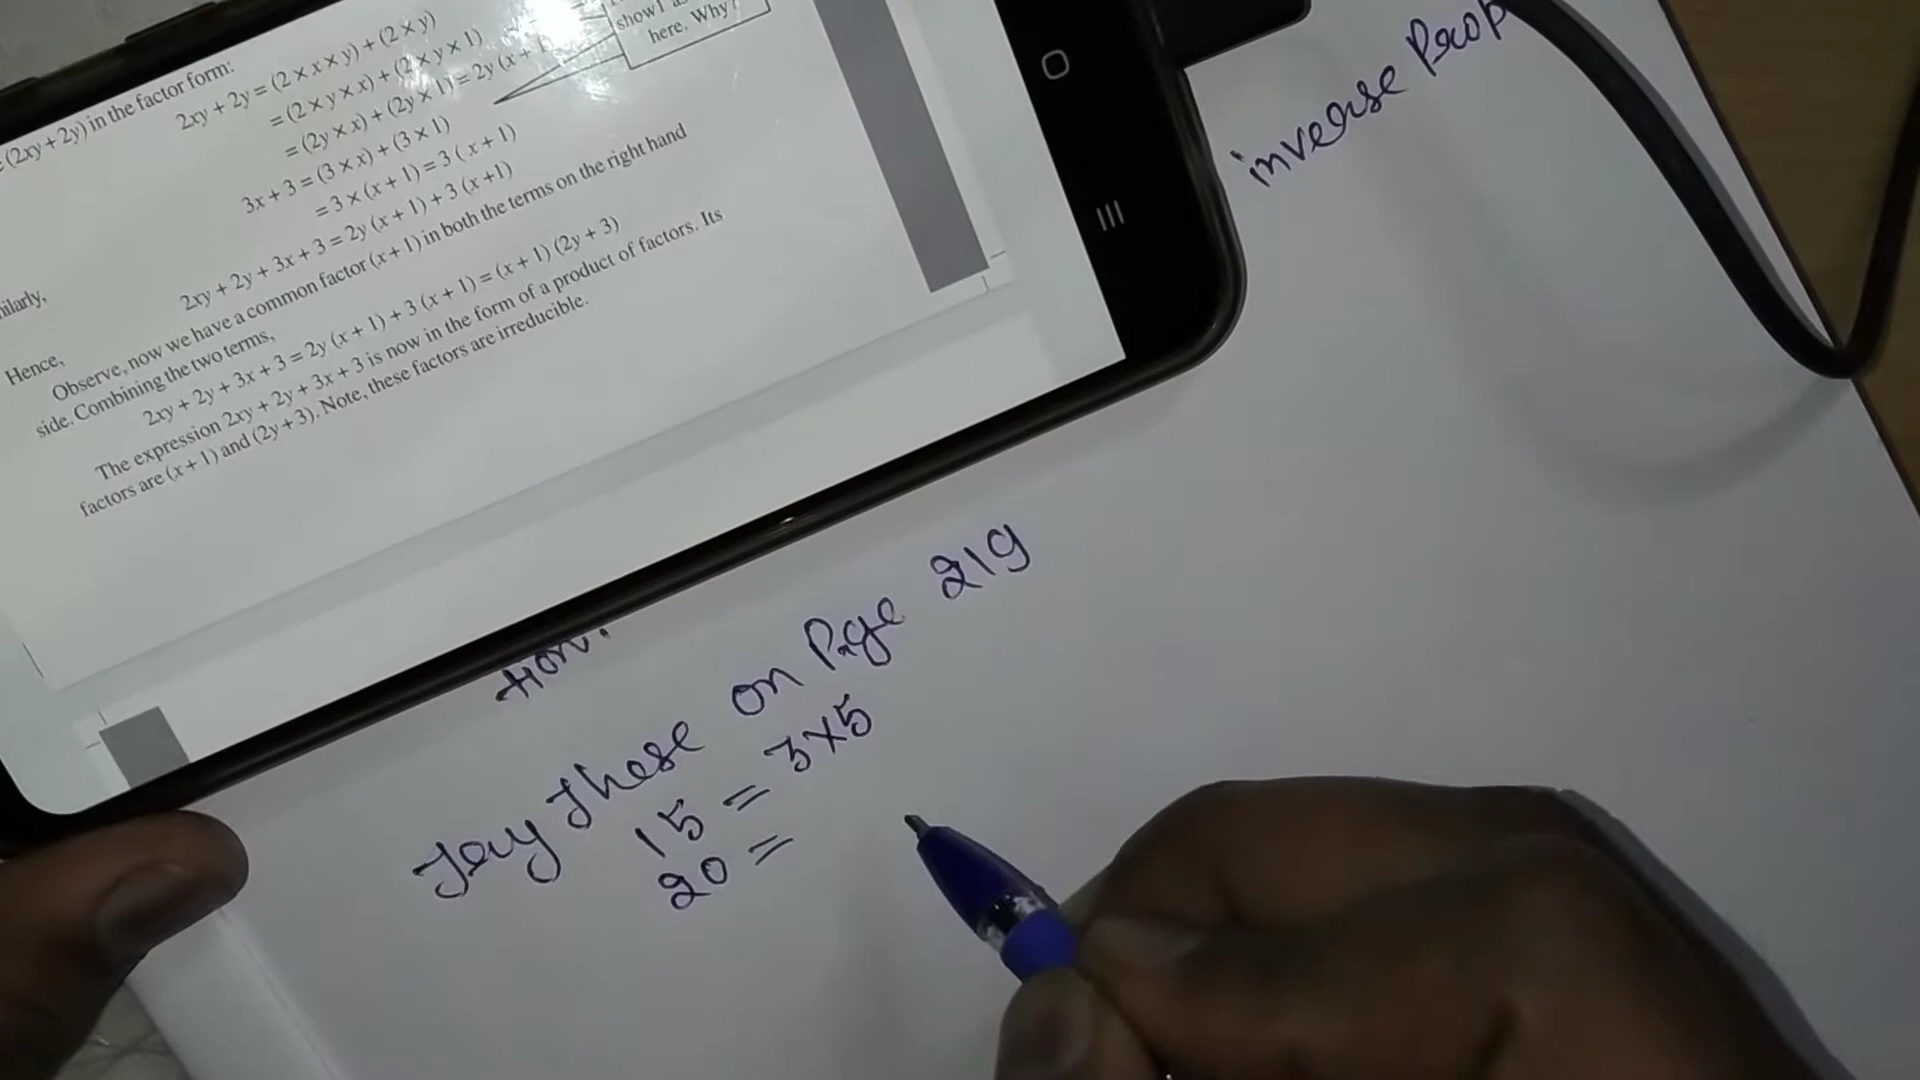 (2xy + 2y) in the factor form:
2xy + 2y = (2 × x × y) + (2 × y)
= (2 × y × x) + (2 × y × 1)
= (2y × x) + (2y × 1) = 2y (x + 1
here. Why?
3x + 3 = (3 × x) + (3 × 1)
= 3 × (x + 1) = 3 ( x + 1)
2xy + 2y + 3x + 3 = 2y (x + 1) + 3 (x +1)
Hence,
Observe, now we have a common factor (x + 1) in both the terms on the right hand
side. Combining the two terms,
2xy + 2y + 3x + 3 = 2y (x + 1) + 3 (x + 1) = (x + 1) (2y + 3)
The expression 2xy + 2y + 3x + 3 is now in the form of a product of factors. Its
factors are (x + 1) and (2y + 3). Note, these factors are irreducible.
inverse Prop
tion.
Try These on Page 219
15 = 3×5
20 =